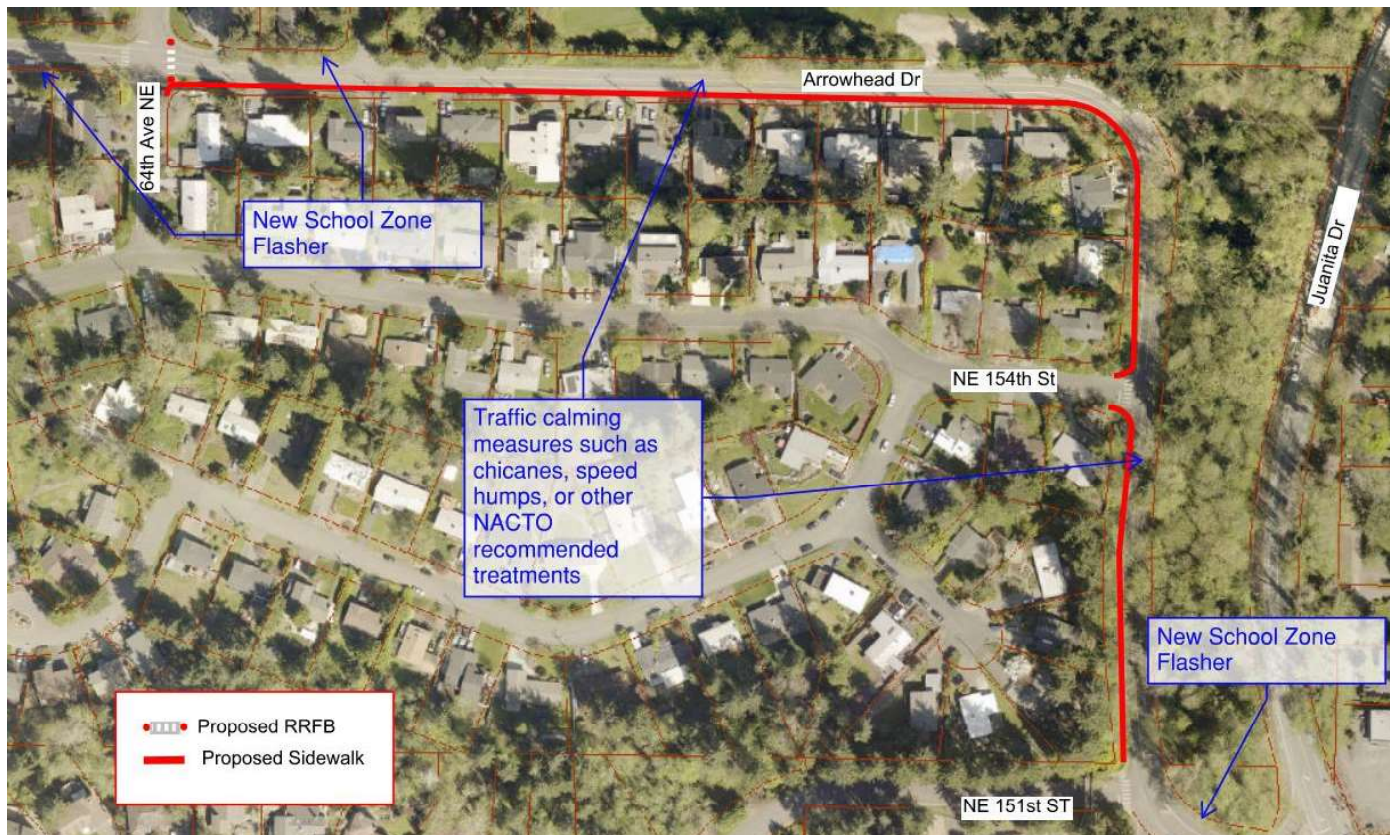 Arrowhead Dr
64th Ave NE
New School Zone
Flasher
Juanita Dr
NE 154th St
Traffic calming
measures such as
chicanes, speed
humps, or other
NACTO
recommended
treatments
New School Zone
Flasher
Proposed RRFB
Proposed Sidewalk
NE 151st ST